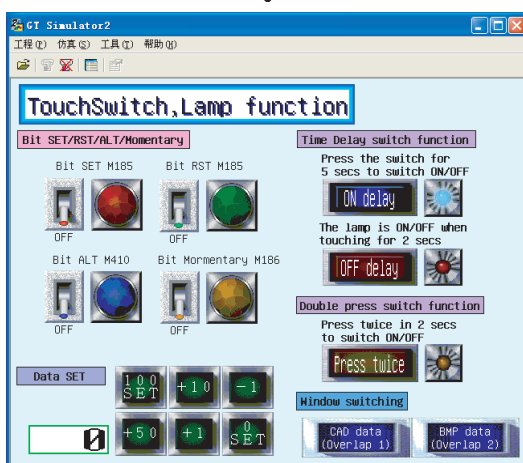 GT Simulator2
工程(P) 仿真(S) 工具(T) 帮助(H)
TouchSwitch,Lamp function
Bit SET/RST/ALT/Momentary
Bit SET M185
Bit RST M185
OFF
OFF
Bit ALT M410
Bit Mormentary M186
OFF
OFF
Data SET
0
100
SET
+10
-1
+50
+1
0
SET
Time Delay switch function
Press the switch for
5 secs to switch ON/OFF
ON delay
The lamp is ON/OFF when
touching for 2 secs
OFF delay
Double press switch function
Press twice in 2 secs
to switch ON/OFF
Press twice
Window switching
CAD data
(Overlap 1)
BMP data
(Overlap 2)